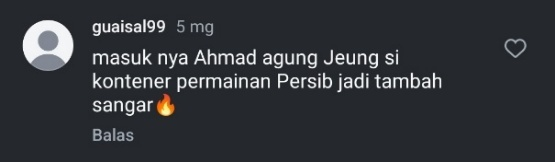 guaisal99 5 mg
masuk nya Ahmad agung Jeung si
kontener permainan Persib jadi tambah
sangar🔥
Balas